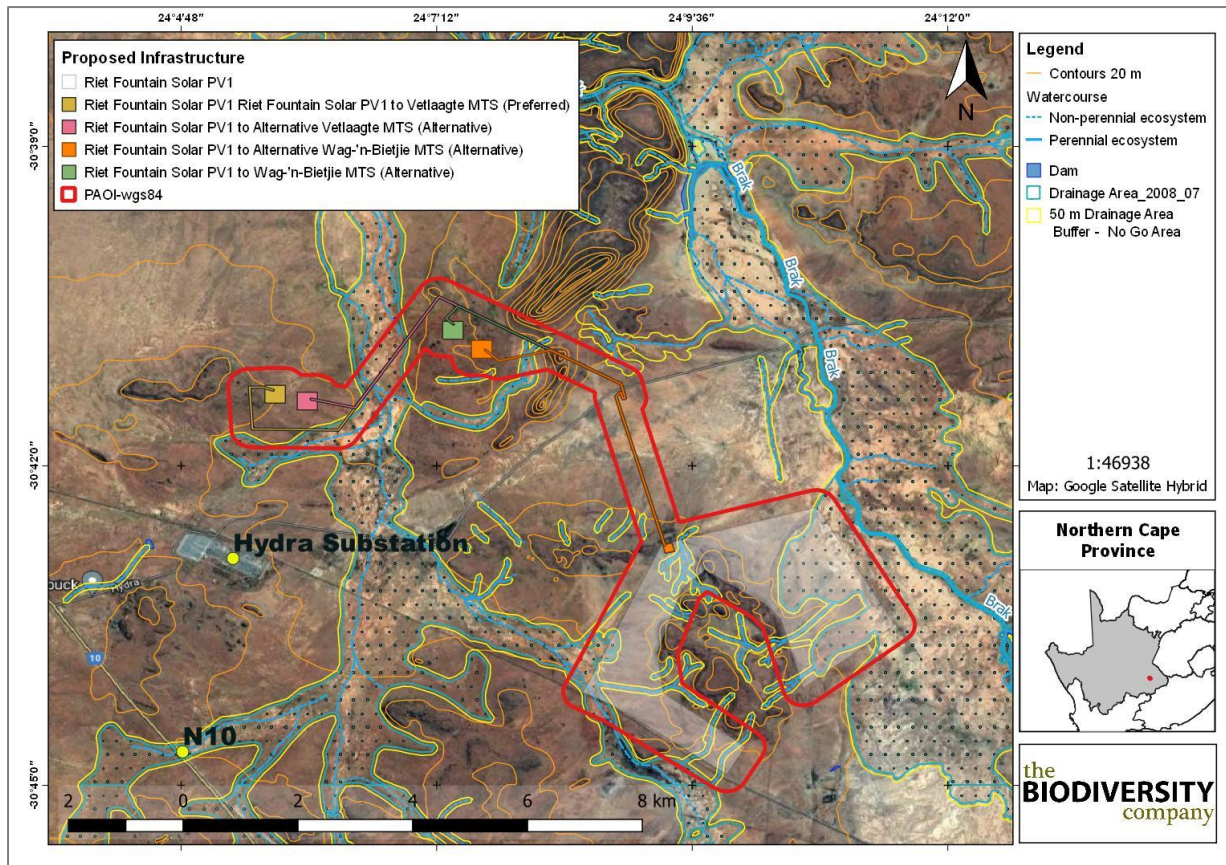 24°4'48" 24°7'12" 24°9'36" 24°12'0"
Proposed Infrastructure
Riet Fountain Solar PV1
Riet Fountain Solar PV1 Riet Fountain Solar PV1 to Vetlaagte MTS (Preferred)
Riet Fountain Solar PV1 to Alternative Vetlaagte MTS (Alternative)
Riet Fountain Solar PV1 to Alternative Wag-'n-Bietjie MTS (Alternative)
Riet Fountain Solar PV1 to Wag-'n-Bietjie MTS (Alternative)
PAOI-wgs84
N
-30°39'0"
-30°42'0"
-30°45'0"
Brak
Brak
Brak
Brak
Hydra Substation
Hydra
buck
10
N10
2 0 2 4 6 8 km
Legend
Contours 20 m
Watercourse
Non-perennial ecosystem
Perennial ecosystem
Dam
Drainage Area_2008_07
50 m Drainage Area
Buffer - No Go Area
1:46938
Map: Google Satellite Hybrid
Northern Cape
Province
the
BIODIVERSITY
company